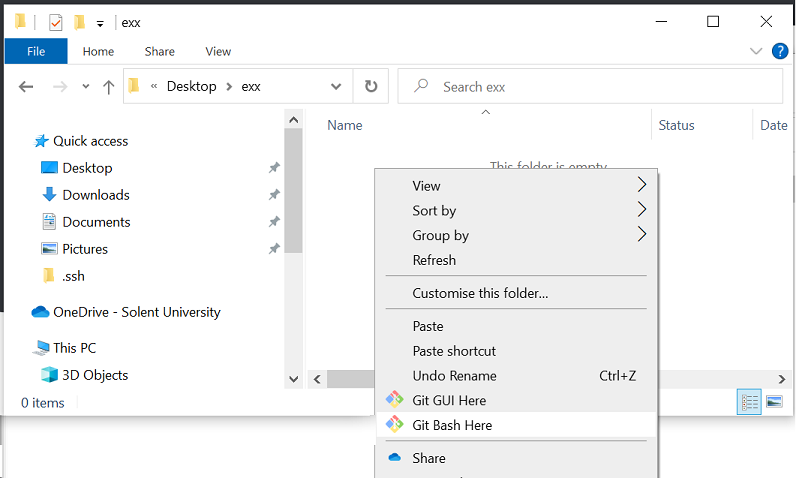 exx
File
Home
Share
View
« Desktop > exx
Search exx
Name
Status
Date
This folder is empty.
Quick access
Desktop
Downloads
Documents
Pictures
.ssh
OneDrive - Solent University
This PC
3D Objects
0 items
View
Sort by
Group by
Refresh
Customise this folder...
Paste
Paste shortcut
Undo Rename Ctrl+Z
Git GUI Here
Git Bash Here
Share